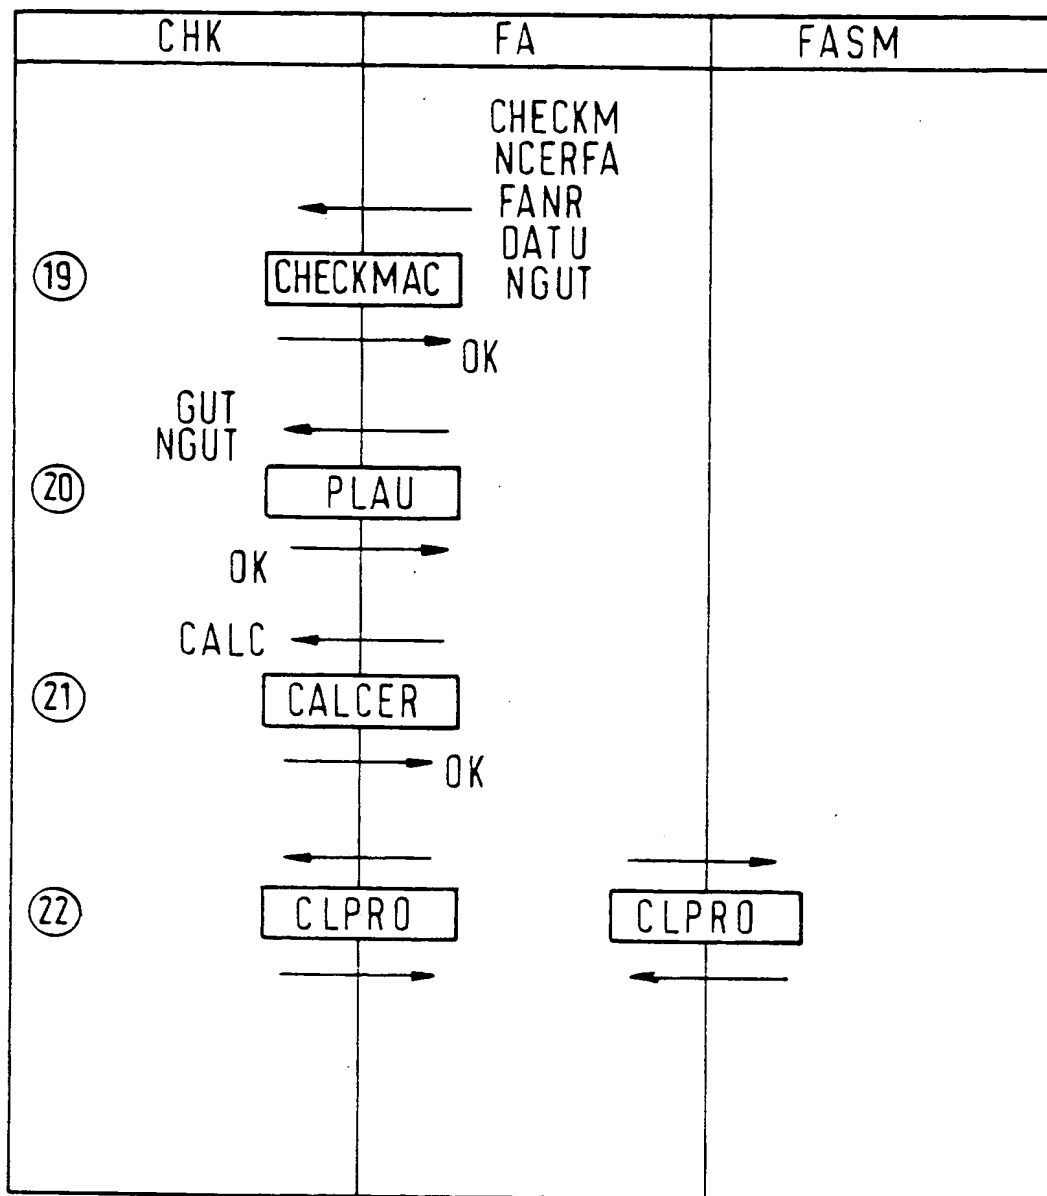 CHK FA FASM
CHECKM
NCERFA
FANR
DATU
NGUT
19 CHECKMAC
OK
GUT
NGUT
20 PLAU
OK
CALC
21 CALCER
OK
22 CLPRO CLPRO